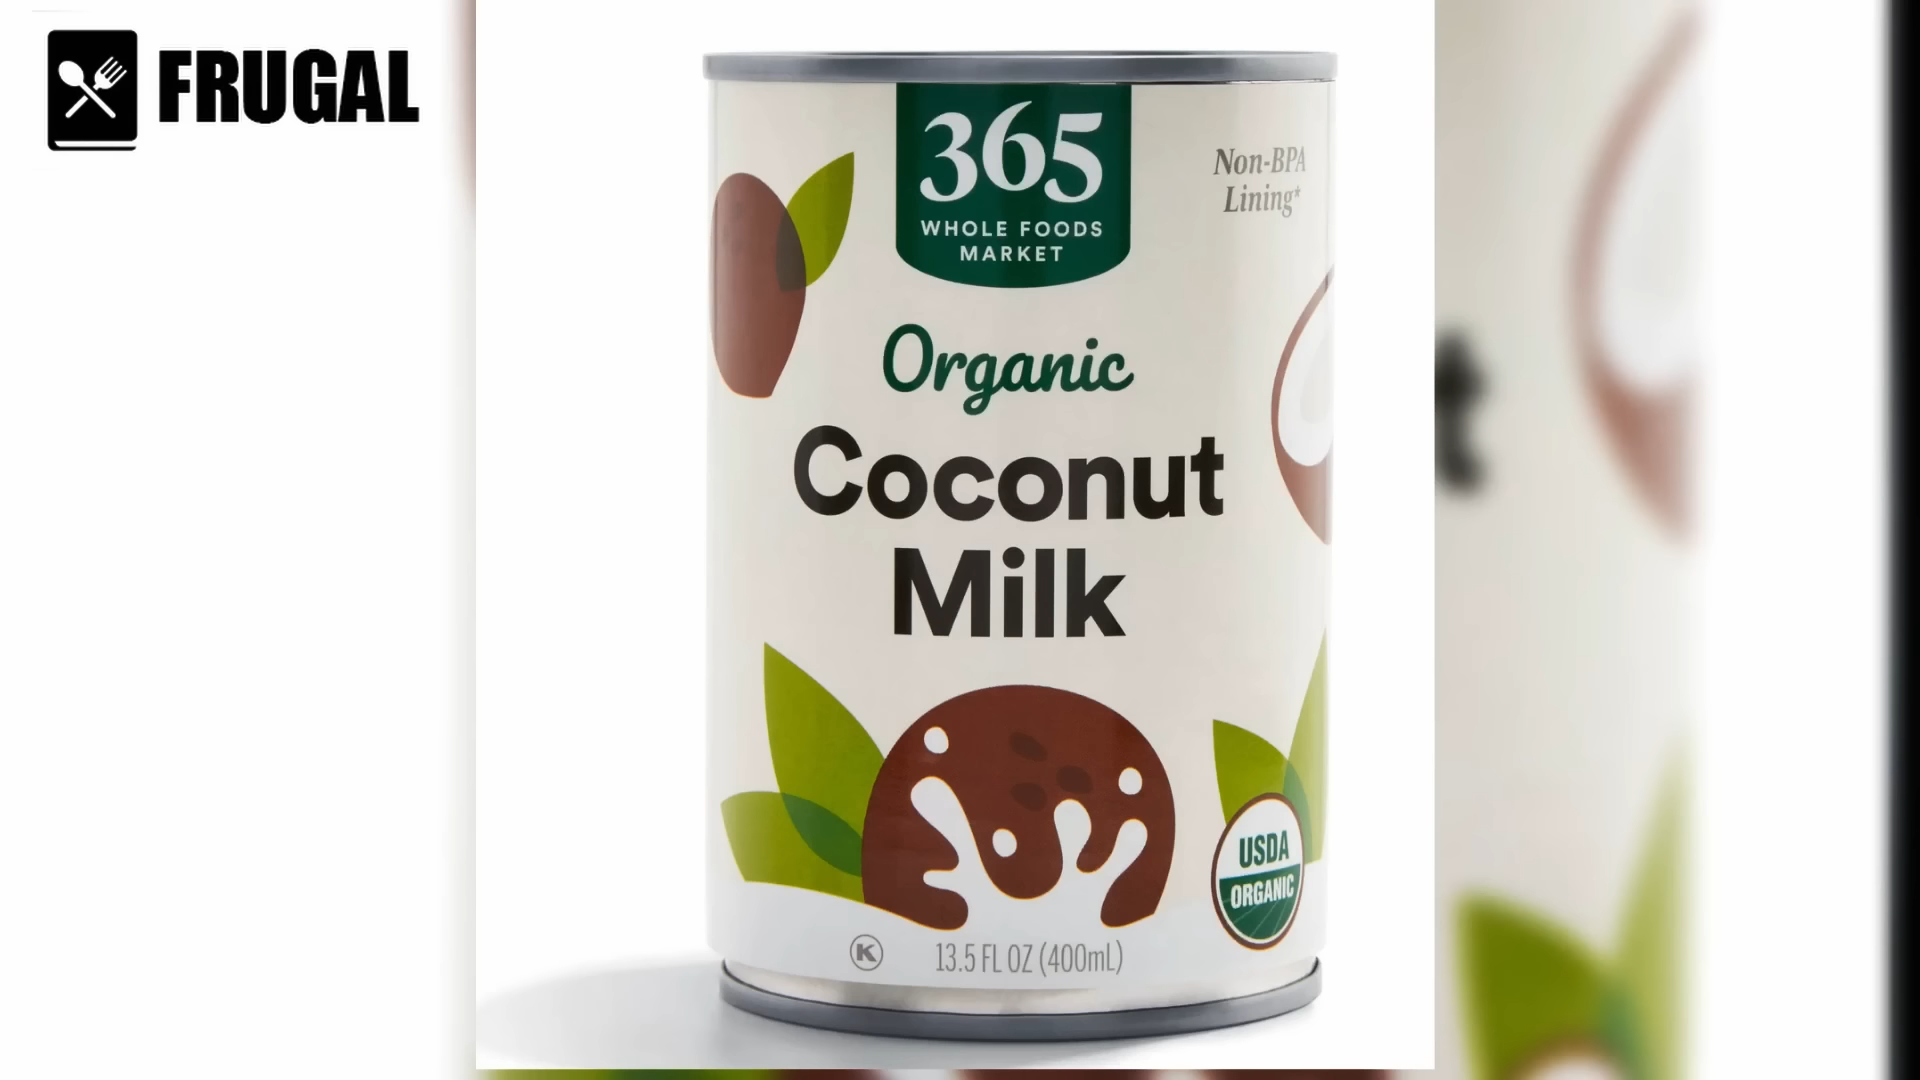 FRUGAL
365
WHOLE FOODS
MARKET
Non-BPA
Lining*
Organic
Coconut
Milk
USDA
ORGANIC
K
13.5 FL OZ (400mL)